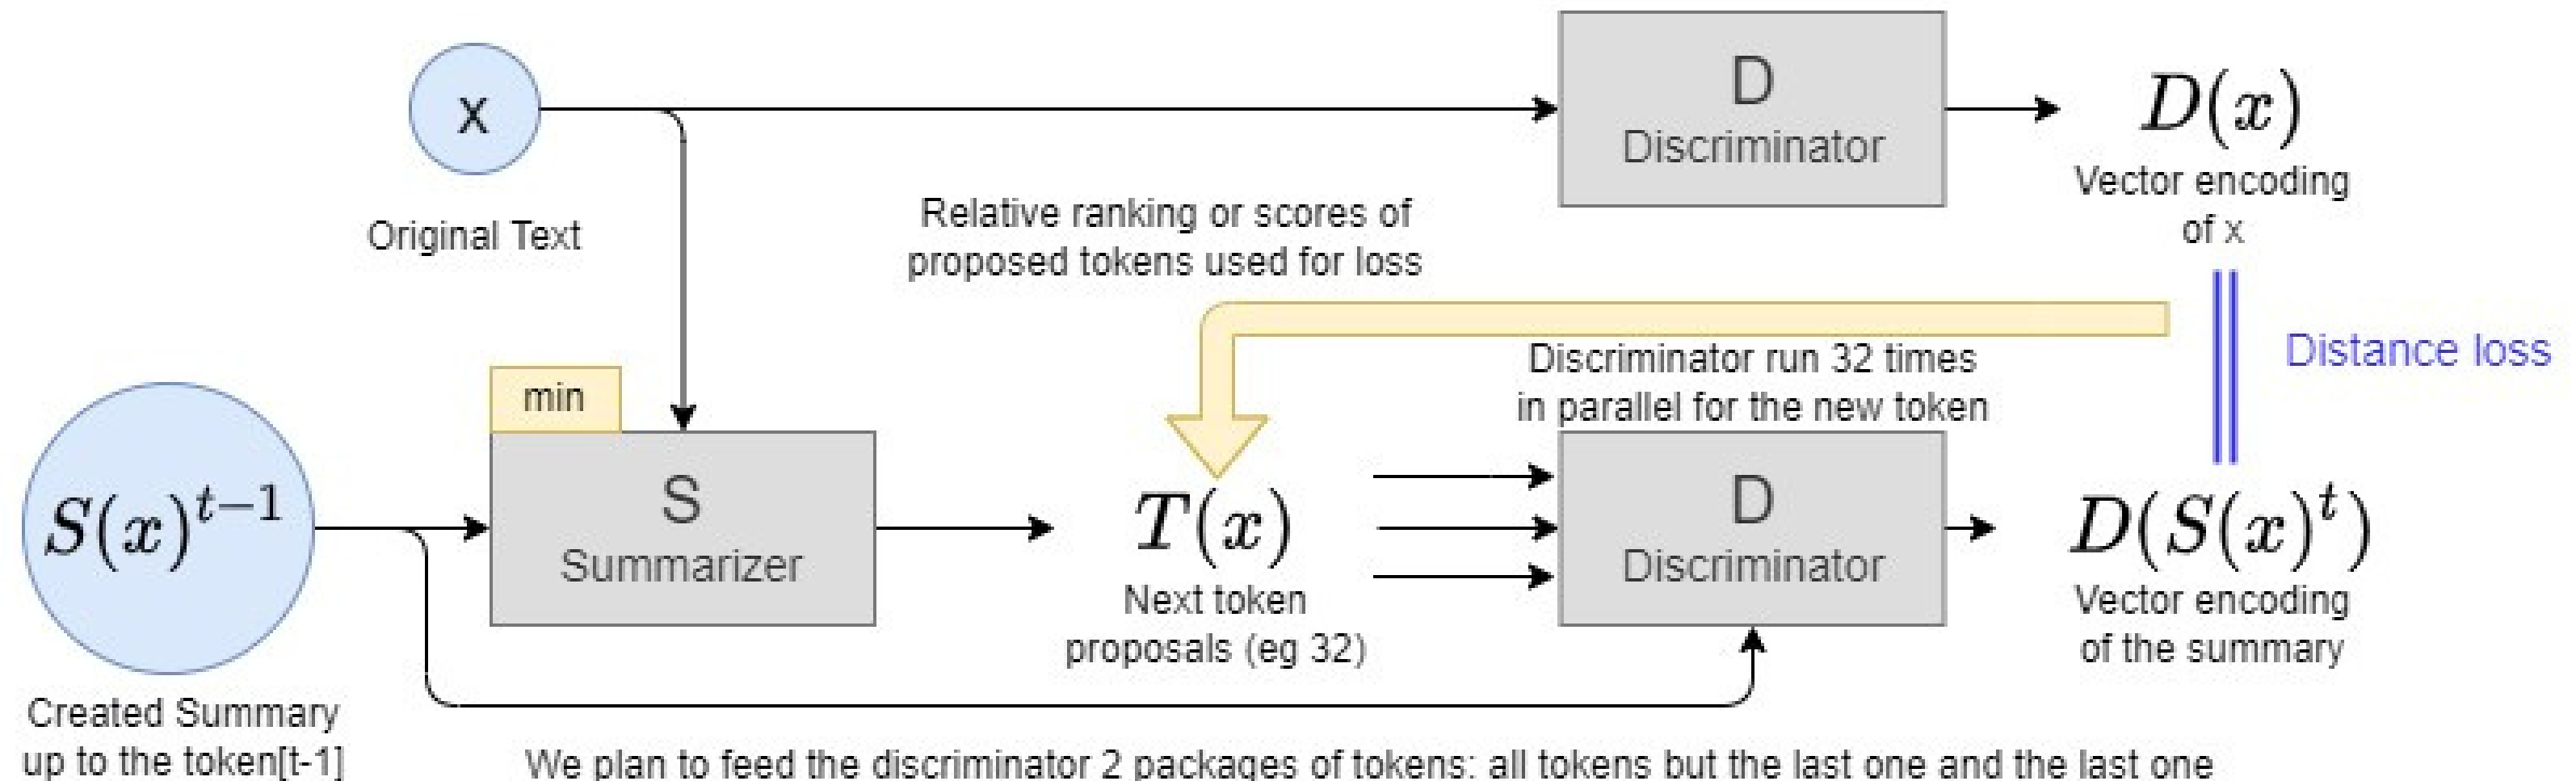 x
Original Text
D
Discriminator
D(x)
Vector encoding
of x
Relative ranking or scores of
proposed tokens used for loss
Distance loss
min
Discriminator run 32 times
in parallel for the new token
S(x)^{t-1}
Created Summary
up to the token[t-1]
S
Summarizer
T(x)
Next token
proposals (eg 32)
D
Discriminator
D(S(x)^t)
Vector encoding
of the summary
We plan to feed the discriminator 2 packages of tokens: all tokens but the last one and the last one